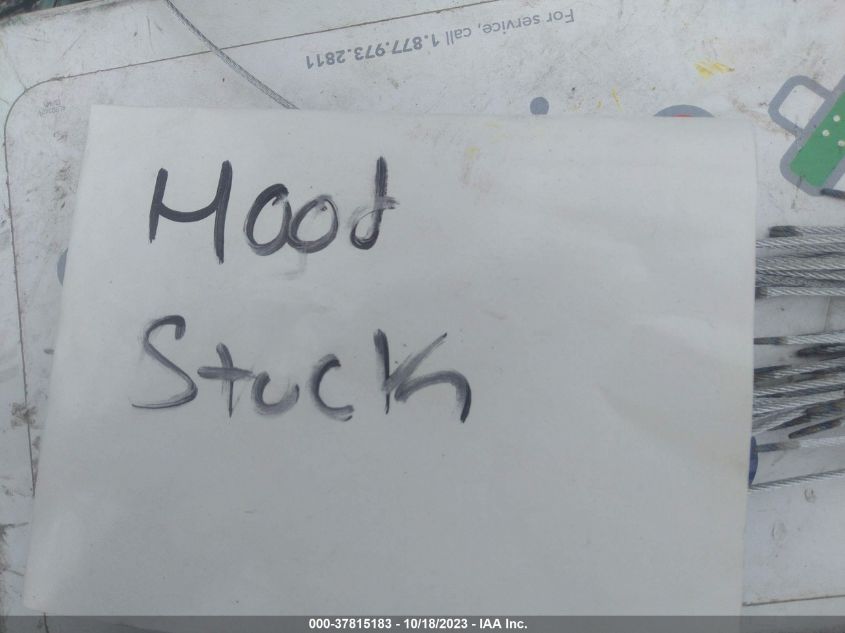 For service, call 1.877.973.2811
Hood
Stuck
000-37815183 - 10/18/2023 - IAA Inc.